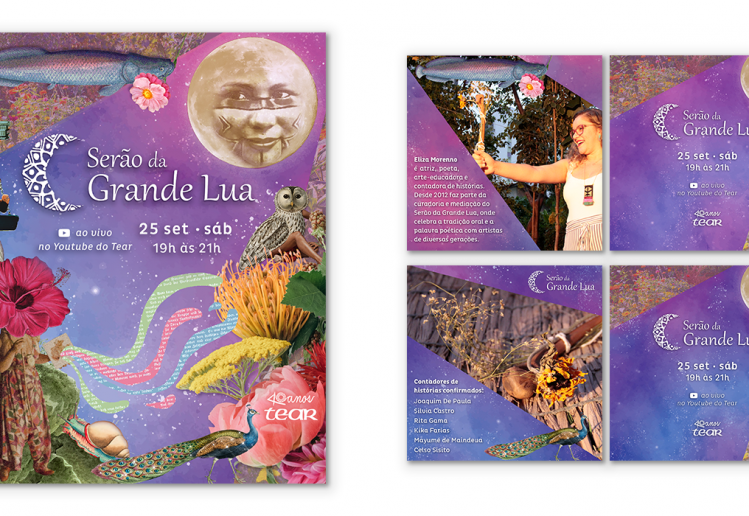 Serão da
Grande Lua
25 set · sáb
19h às 21h
ao vivo
no Youtube do Tear
40 anos
tear
Eliza Morenno
é atriz, poeta,
arte-educadora e
contadora de histórias.
Desde 2012 faz parte da
curadoria e mediação do
Serão da Grande Lua, onde
celebra a tradição oral e a
palavra poética com artistas
de diversas gerações.
Serão da
Grande Lu
25 set · sáb
19h às 21h
ao vivo
no Youtube do Tear
40 anos
tear
Serão da
Grande Lua
Contadores de
histórias confirmados:
Joaquim De Paula
Silvia Castro
Rita Gama
Kika Farias
Máyumé de Maindeua
Celso Sisito
Serão da
Grande Lu
25 set · sáb
19h às 21h
ao vivo
no Youtube do Tear
40 anos
tear